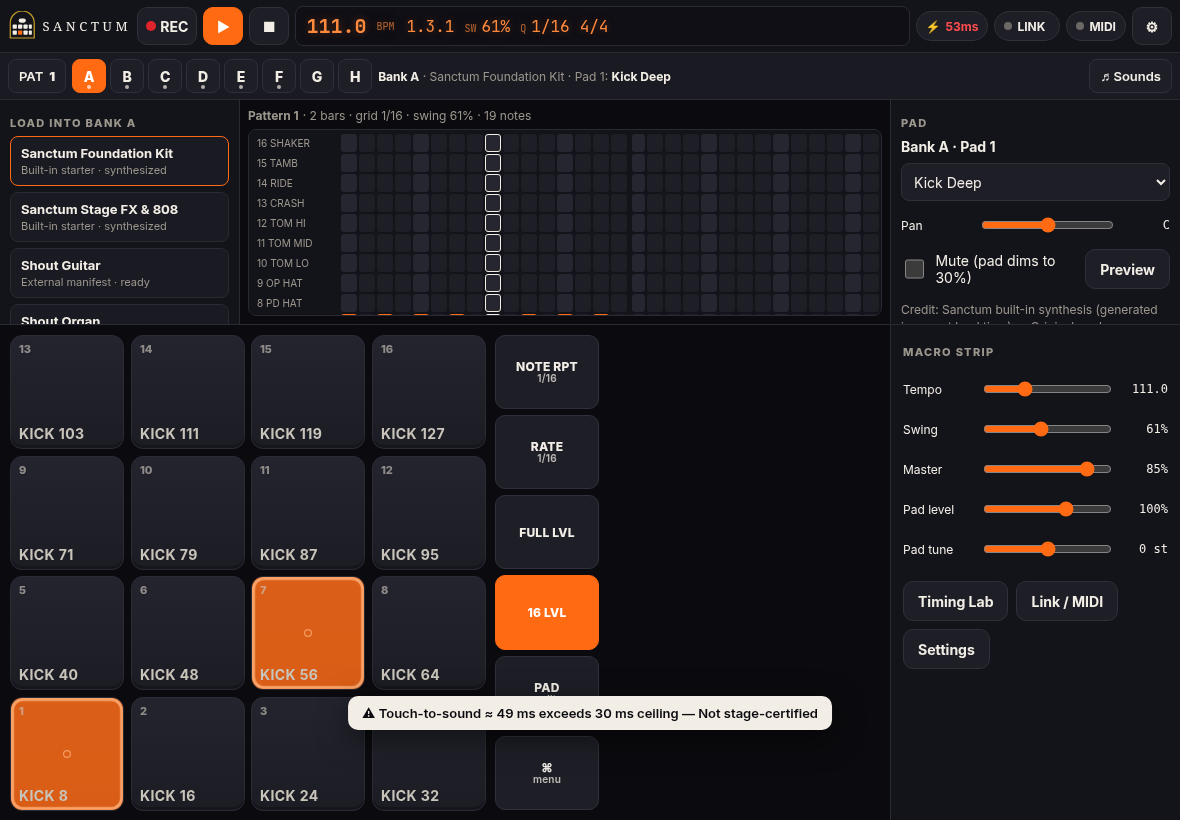 SANCTUM
REC
111.0 BPM 1.3.1 SW 61% Q 1/16 4/4
⚡ 53ms
LINK
MIDI
PAT 1
A B C D E F G H
Bank A · Sanctum Foundation Kit · Pad 1: Kick Deep
♬ Sounds
LOAD INTO BANK A
Sanctum Foundation Kit
Built-in starter · synthesized
Sanctum Stage FX & 808
Built-in starter · synthesized
Shout Guitar
External manifest · ready
Shout Organ
Pattern 1 · 2 bars · grid 1/16 · swing 61% · 19 notes
16 SHAKER
15 TAMB
14 RIDE
13 CRASH
12 TOM HI
11 TOM MID
10 TOM LO
9 OP HAT
8 PD HAT
PAD
Bank A · Pad 1
Kick Deep
Pan C
Mute (pad dims to
30%)
Preview
Credit: Sanctum built-in synthesis (generated
13 14 15 16
KICK 103 KICK 111 KICK 119 KICK 127
9 10 11 12
KICK 71 KICK 79 KICK 87 KICK 95
5 6 7 8
KICK 40 KICK 48 KICK 56 KICK 64
1 2 3
KICK 8 KICK 16 KICK 24 KICK 32
NOTE RPT
1/16
RATE
1/16
FULL LVL
16 LVL
PAD
⌘
menu
⚠ Touch-to-sound ≈ 49 ms exceeds 30 ms ceiling — Not stage-certified
MACRO STRIP
Tempo 111.0
Swing 61%
Master 85%
Pad level 100%
Pad tune 0 st
Timing Lab
Link / MIDI
Settings